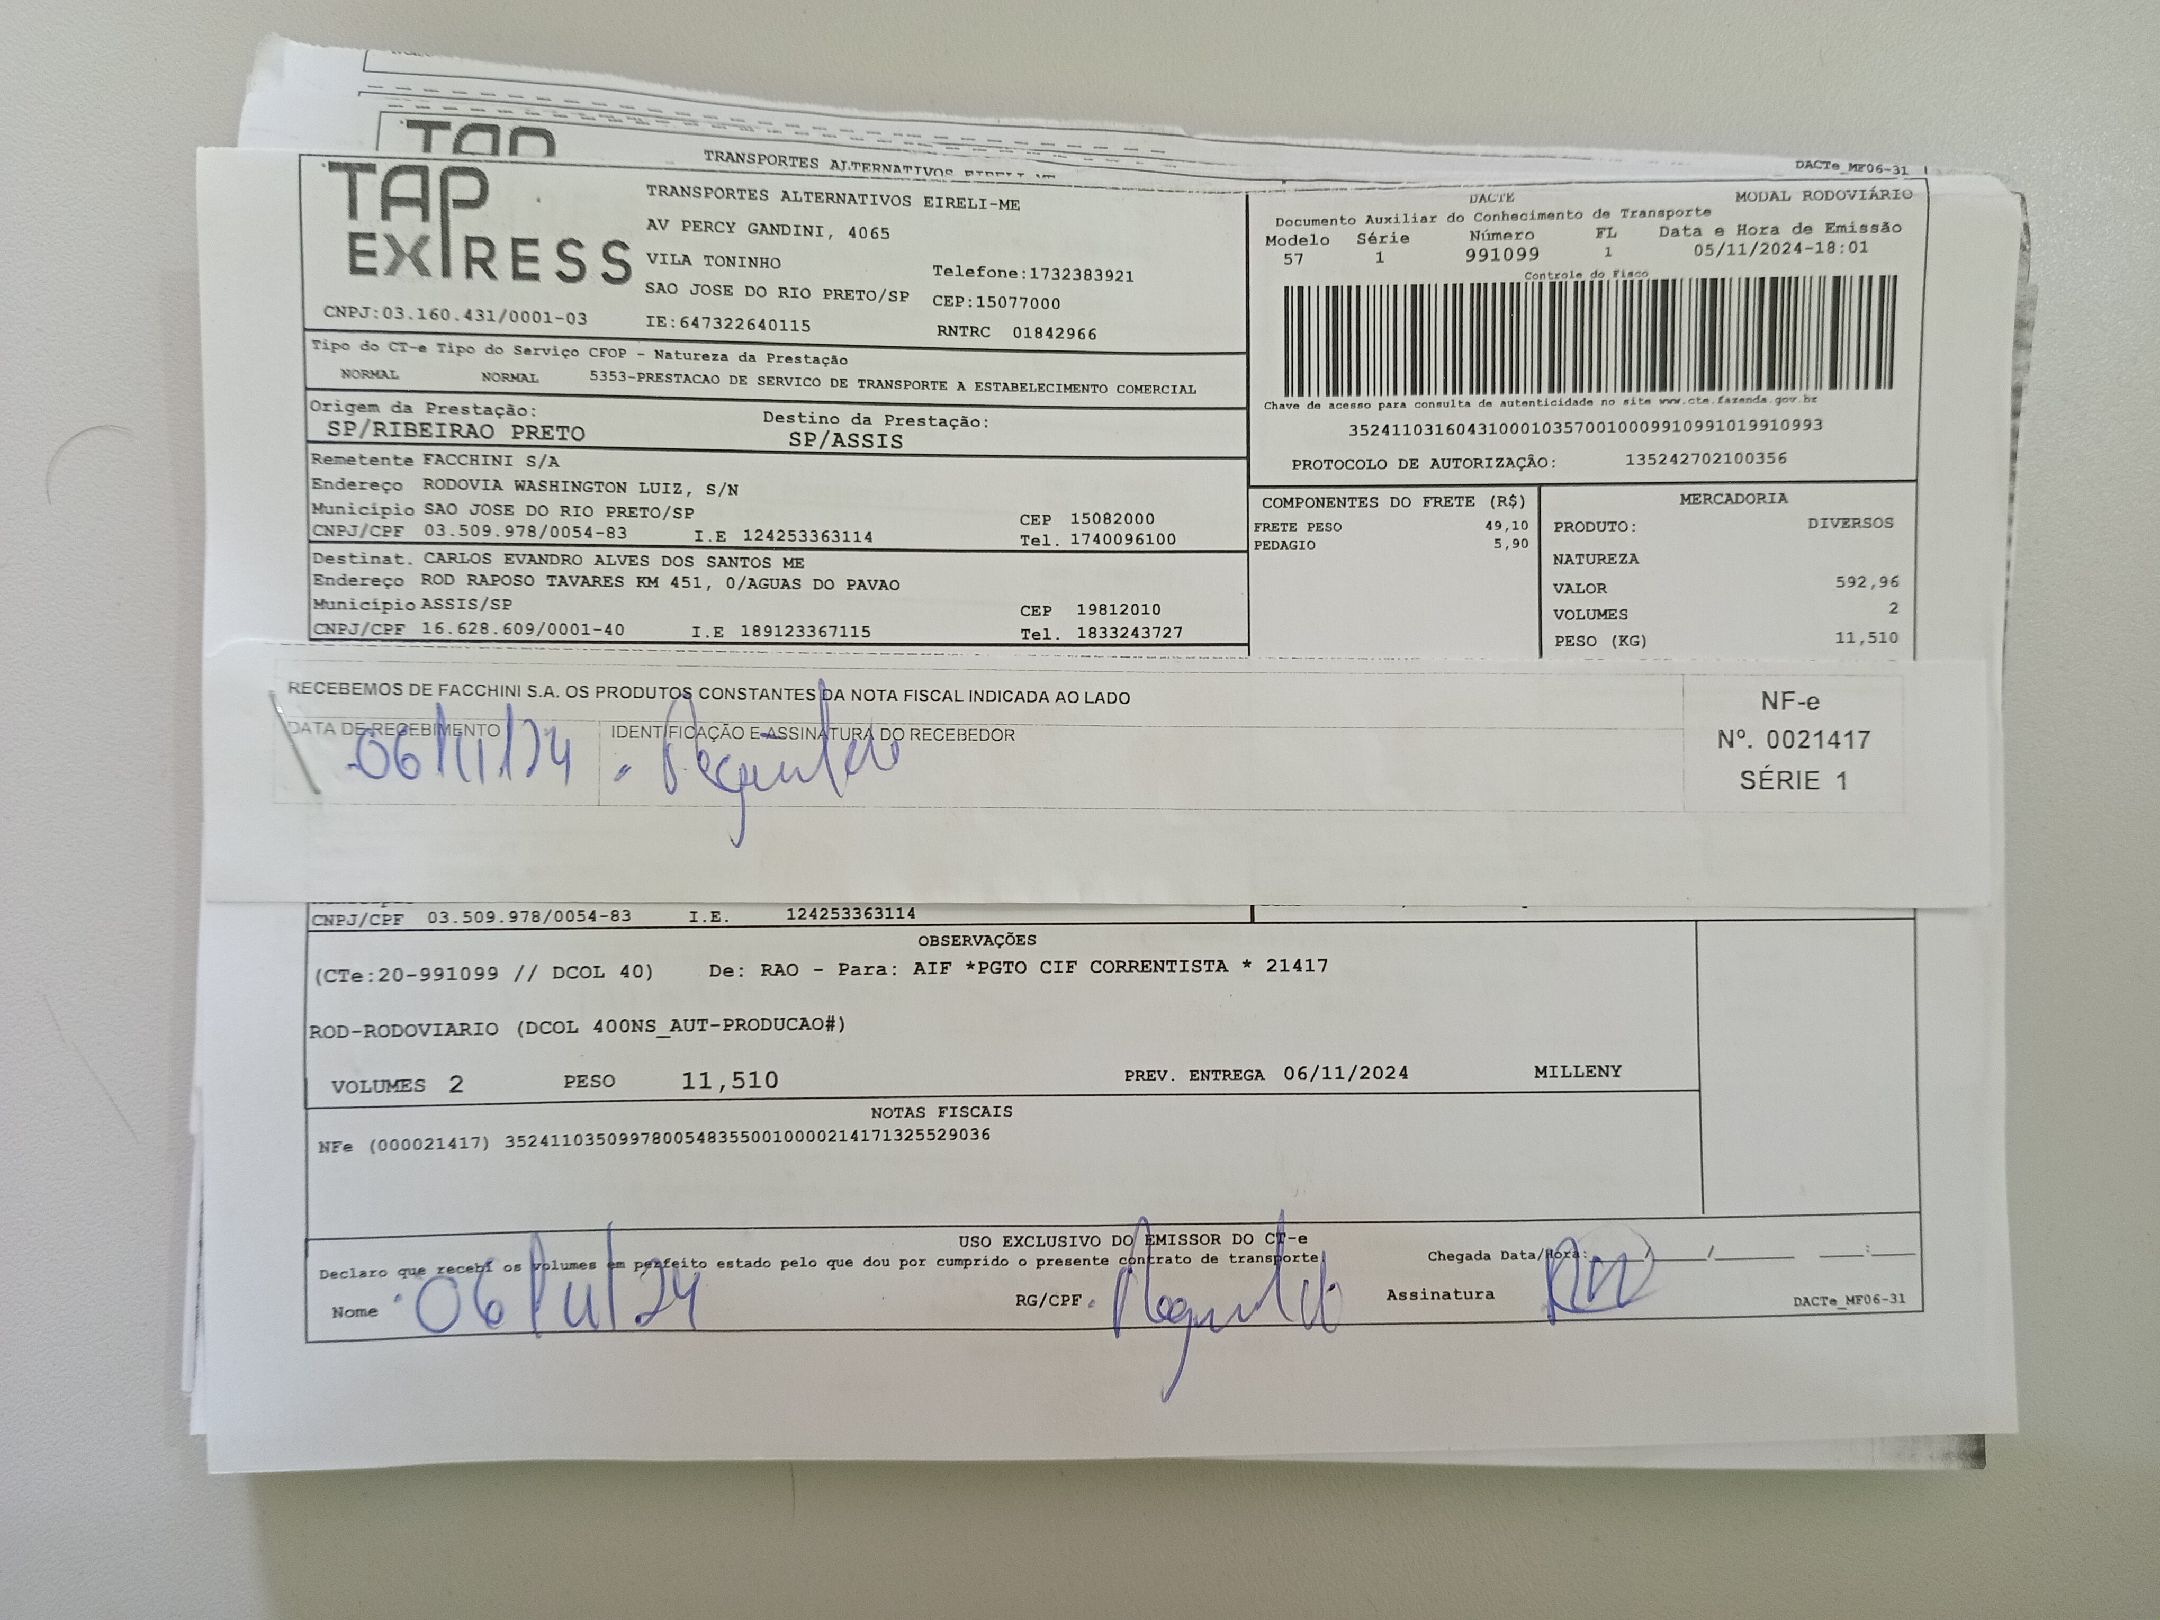 TAP
TRANSPORTES ALTERNATIVOS EIRELI-ME
DACTe_MF06-31
TAP
EXPRESS
CNPJ:03.160.431/0001-03
TRANSPORTES ALTERNATIVOS EIRELI-ME
AV PERCY GANDINI, 4065
VILA TONINHO
Telefone:1732383921
SAO JOSE DO RIO PRETO/SP CEP:15077000
IE:647322640115 RNTRC 01842966
DACTE MODAL RODOVIÁRIO
Documento Auxiliar do Conhecimento de Transporte
Modelo Série Número FL Data e Hora de Emissão
57 1 991099 1 05/11/2024-18:01
Controle do Fisco
Chave de acesso para consulta de autenticidade no site www.cte.fazenda.gov.br
35241103160431000103570010009910991019910993
PROTOCOLO DE AUTORIZAÇÃO: 135242702100356
Tipo do CT-e Tipo do Serviço CFOP - Natureza da Prestação
NORMAL NORMAL 5353-PRESTACAO DE SERVICO DE TRANSPORTE A ESTABELECIMENTO COMERCIAL
Origem da Prestação: Destino da Prestação:
SP/RIBEIRAO PRETO SP/ASSIS
Remetente FACCHINI S/A
Endereço RODOVIA WASHINGTON LUIZ, S/N
Município SAO JOSE DO RIO PRETO/SP CEP 15082000
CNPJ/CPF 03.509.978/0054-83 I.E 124253363114 Tel. 1740096100
Destinat. CARLOS EVANDRO ALVES DOS SANTOS ME
Endereço ROD RAPOSO TAVARES KM 451, 0/AGUAS DO PAVAO
Município ASSIS/SP CEP 19812010
CNPJ/CPF 16.628.609/0001-40 I.E 189123367115 Tel. 1833243727
COMPONENTES DO FRETE (R$)
FRETE PESO 49,10
PEDAGIO 5,90
MERCADORIA
PRODUTO: DIVERSOS
NATUREZA
VALOR 592,96
VOLUMES 2
PESO (KG) 11,510
RECEBEMOS DE FACCHINI S.A. OS PRODUTOS CONSTANTES DA NOTA FISCAL INDICADA AO LADO
DATA DE RECEBIMENTO IDENTIFICAÇÃO E ASSINATURA DO RECEBEDOR
06/11/24
NF-e
Nº. 0021417
SÉRIE 1
CNPJ/CPF 03.509.978/0054-83 I.E. 124253363114
OBSERVAÇÕES
(CTe:20-991099 // DCOL 40) De: RAO - Para: AIF *PGTO CIF CORRENTISTA * 21417
ROD-RODOVIARIO (DCOL 400NS_AUT-PRODUCAO#)
VOLUMES 2 PESO 11,510 PREV. ENTREGA 06/11/2024 MILLENY
NOTAS FISCAIS
NFe (000021417) 35241103509978005483550010000214171325529036
USO EXCLUSIVO DO EMISSOR DO CT-e
Declaro que recebi os volumes em perfeito estado pelo que dou por cumprido o presente contrato de transporte. Chegada Data/Hora: __/__/____ __:__
Nome 06/11/24 RG/CPF Assinatura
DACTe_MF06-31